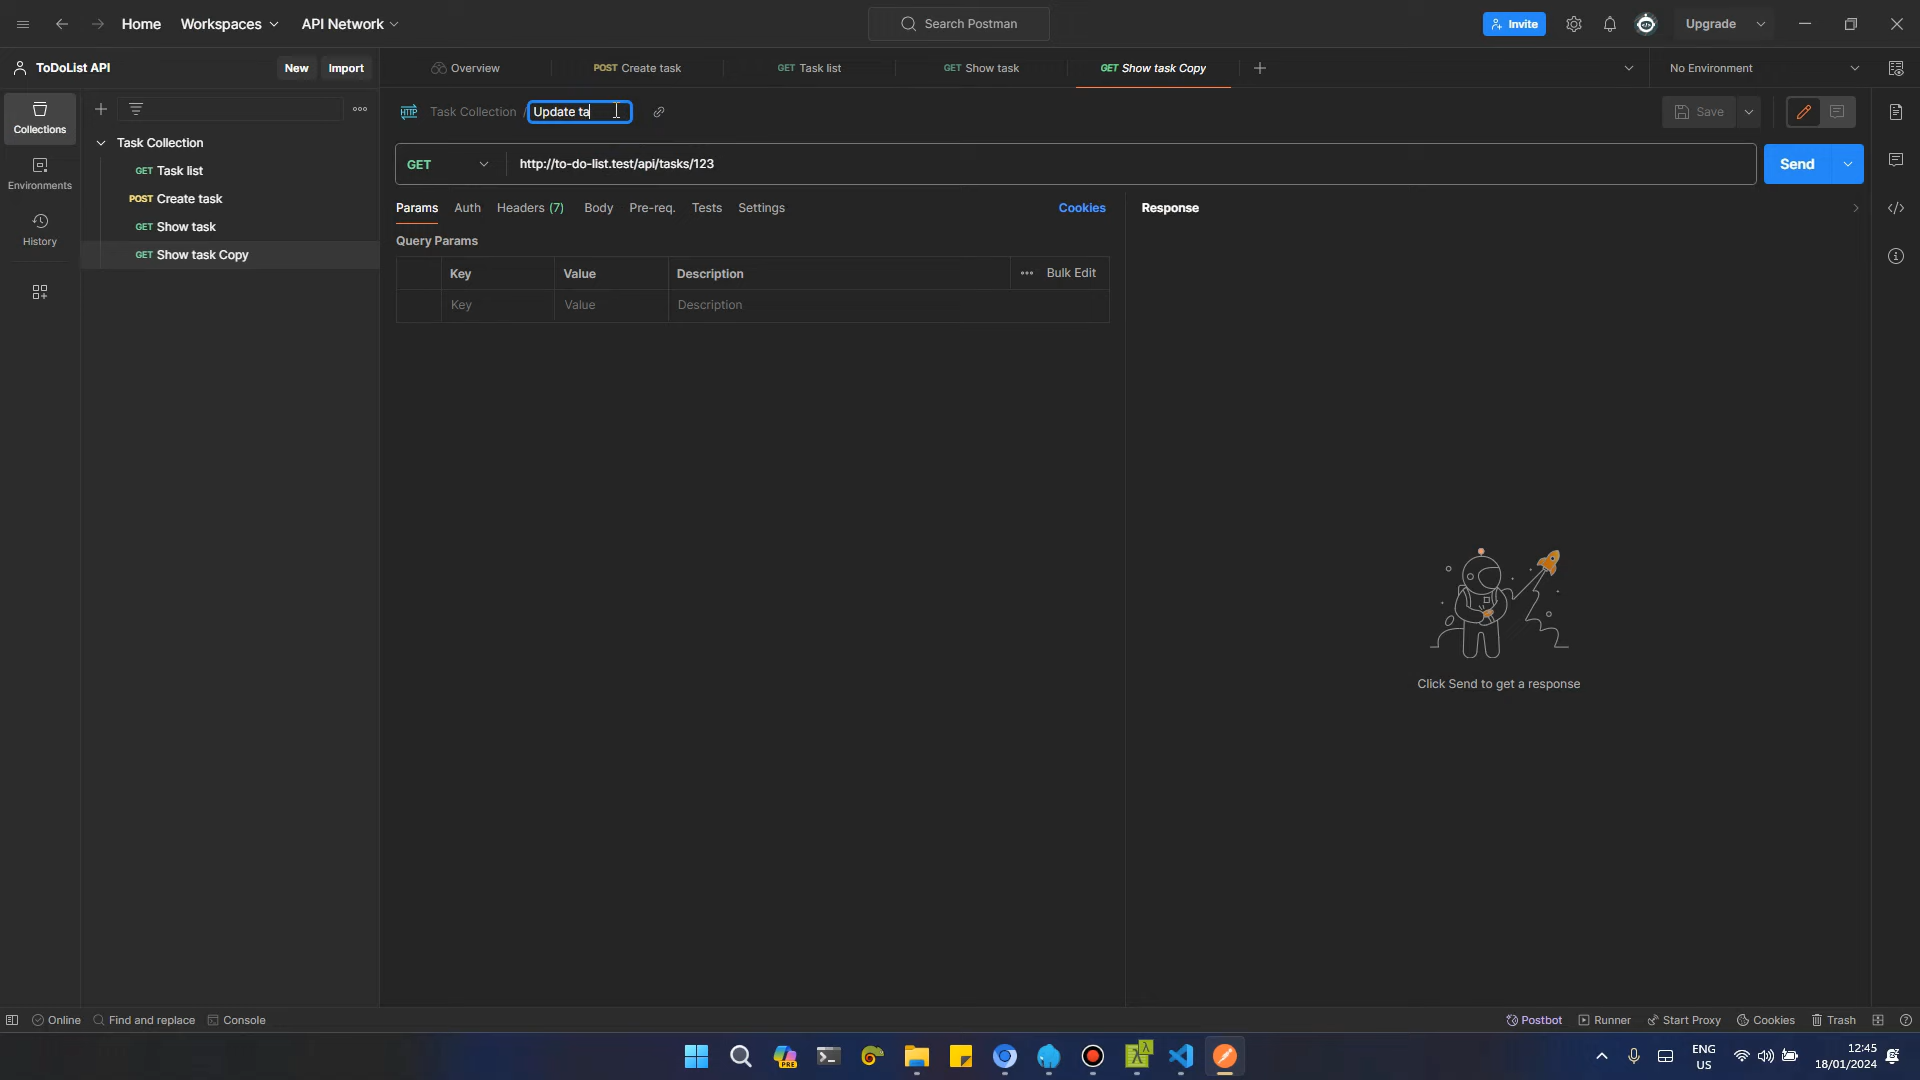 Home
Workspaces
API Network
Search Postman
Invite
Upgrade
ToDoList API
New
Import
Overview
POST Create task
GET Task list
GET Show task
GET Show task Copy
No Environment
Collections
Environments
History
Task Collection
GET Task list
POST Create task
GET Show task
GET Show task Copy
HTTP
Task Collection / Update ta
Save
GET
http://to-do-list.test/api/tasks/123
Send
Params
Auth
Headers (7)
Body
Pre-req.
Tests
Settings
Cookies
Query Params
Key
Value
Description
Bulk Edit
Key
Value
Description
Response
Click Send to get a response
Online
Find and replace
Console
Postbot
Runner
Start Proxy
Cookies
Trash
PRE
ENG
US
12:45
18/01/2024